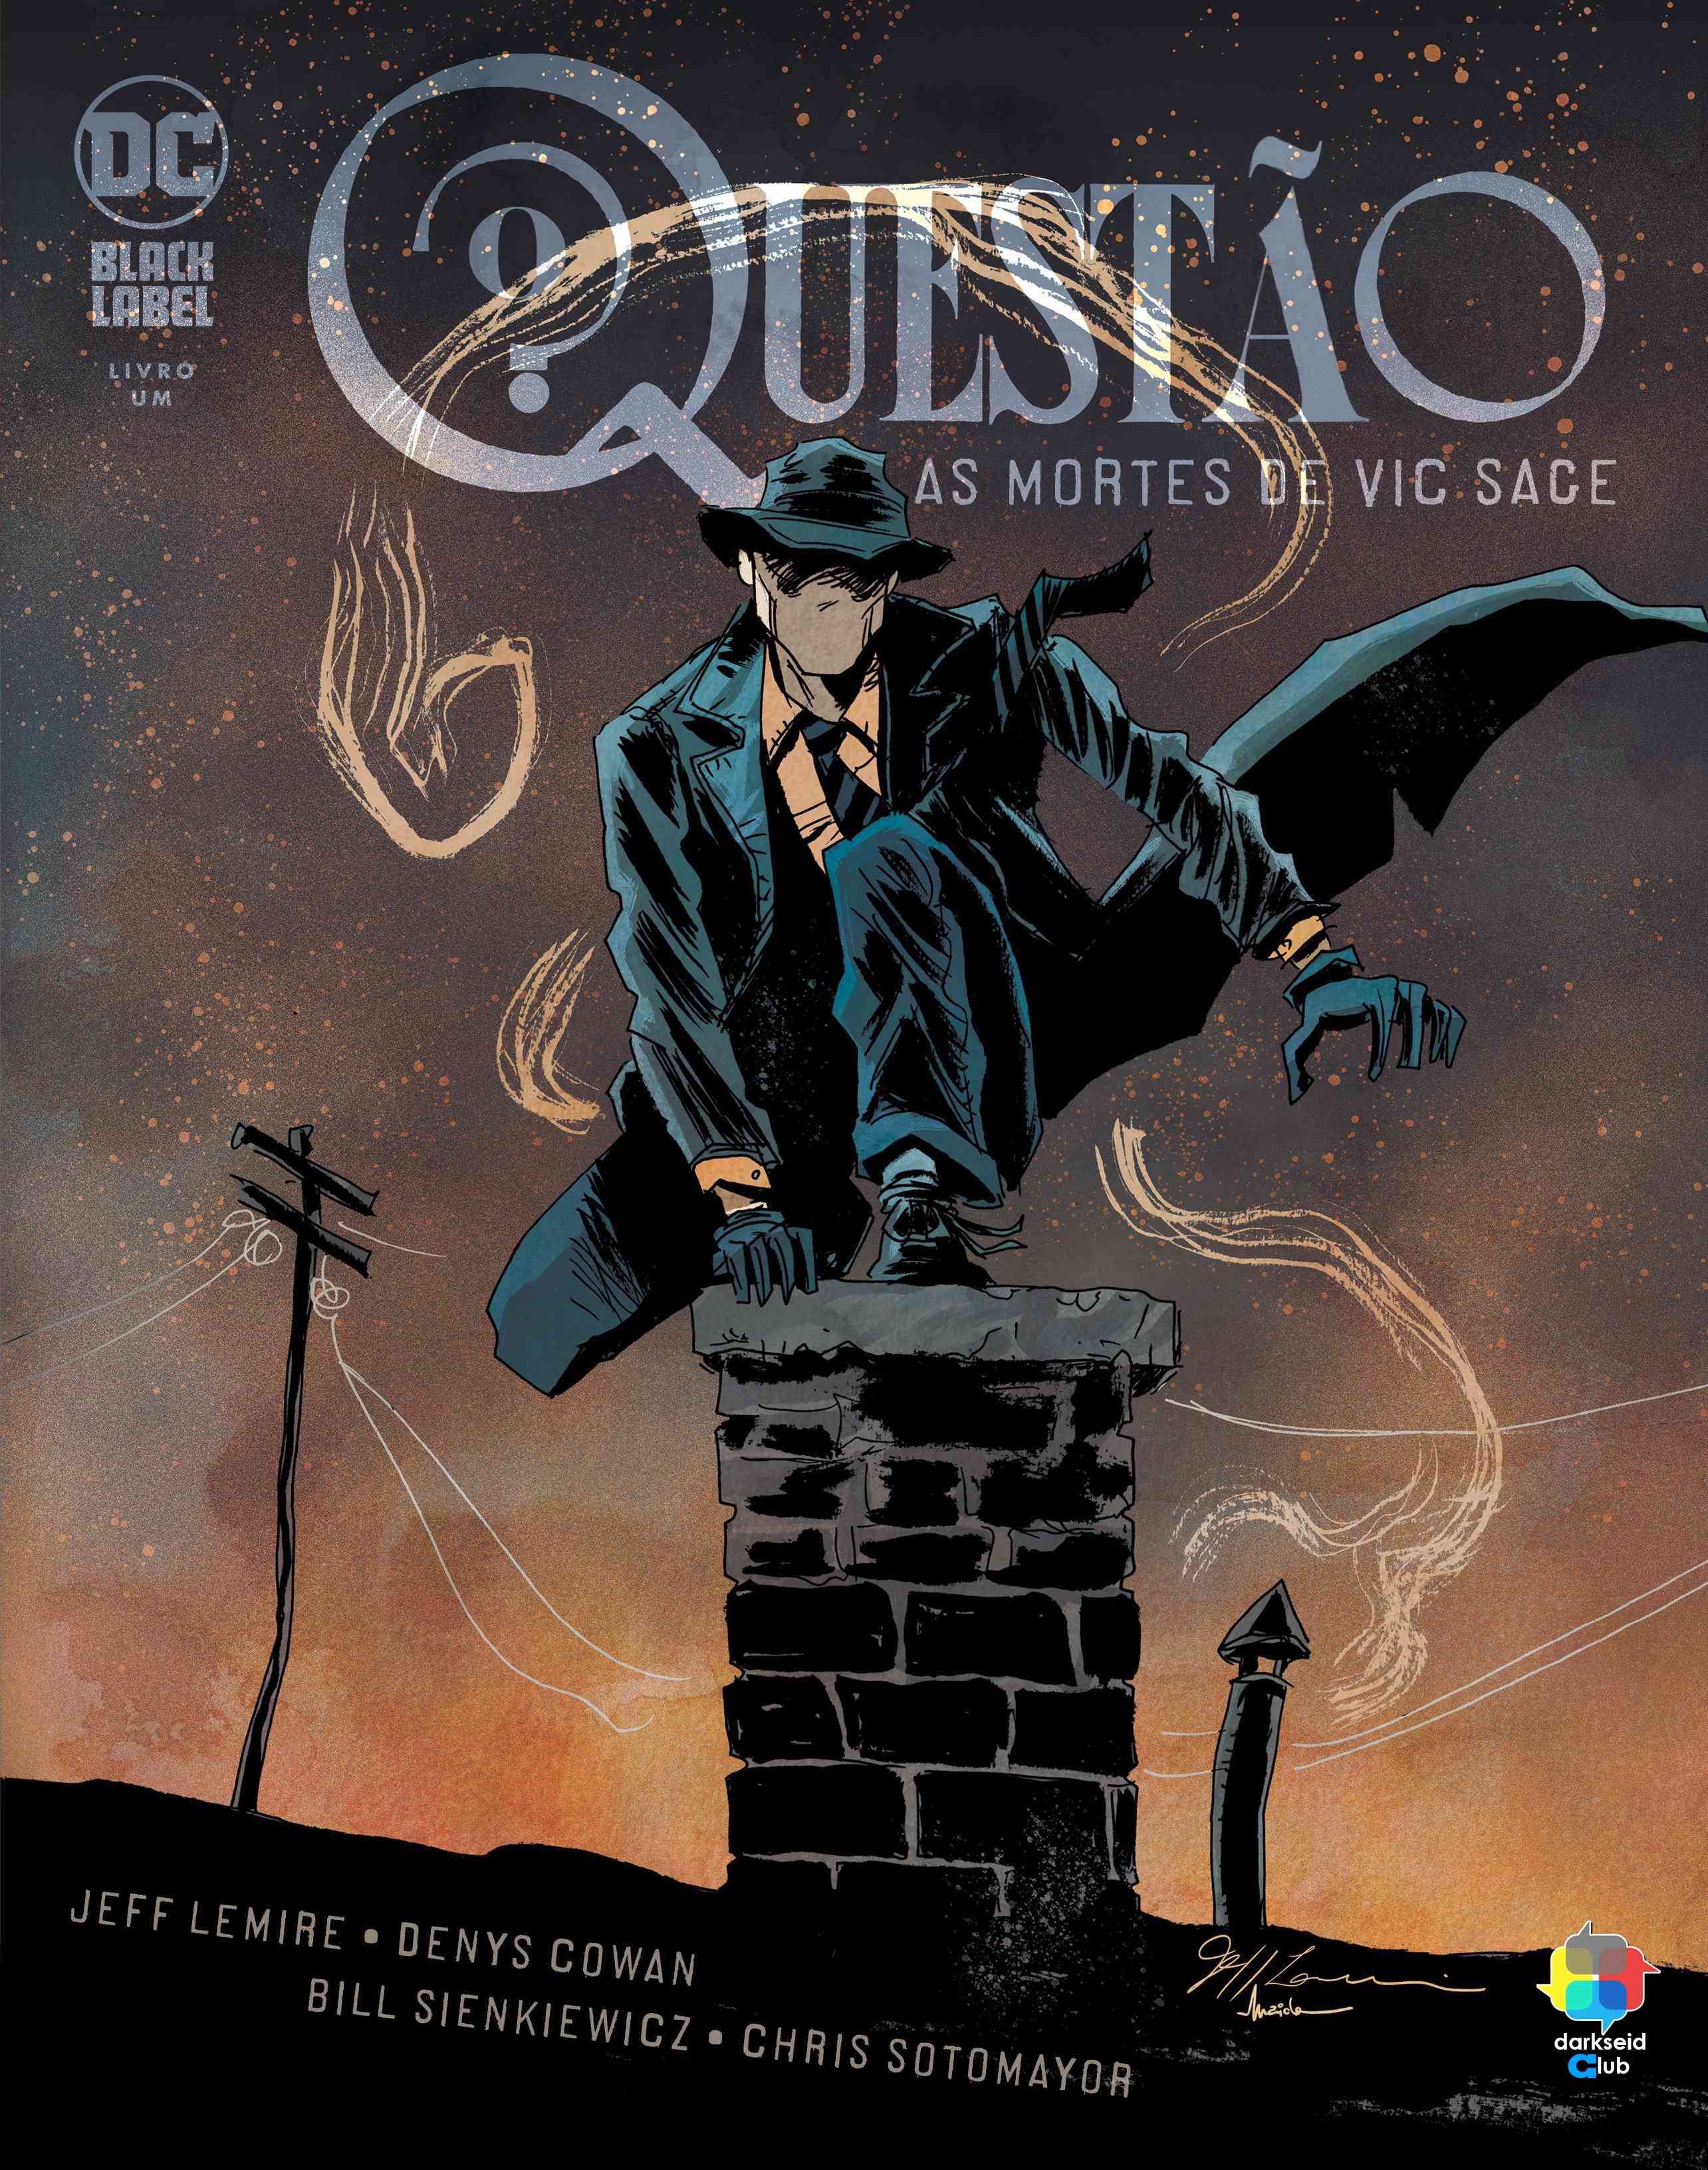 DC
BLACK
LABEL
LIVRO
UM
QUESTÃO
AS MORTES DE VIC SAGE
JEFF LEMIRE • DENYS COWAN
BILL SIENKIEWICZ • CHRIS SOTOMAYOR
darkseid
Club